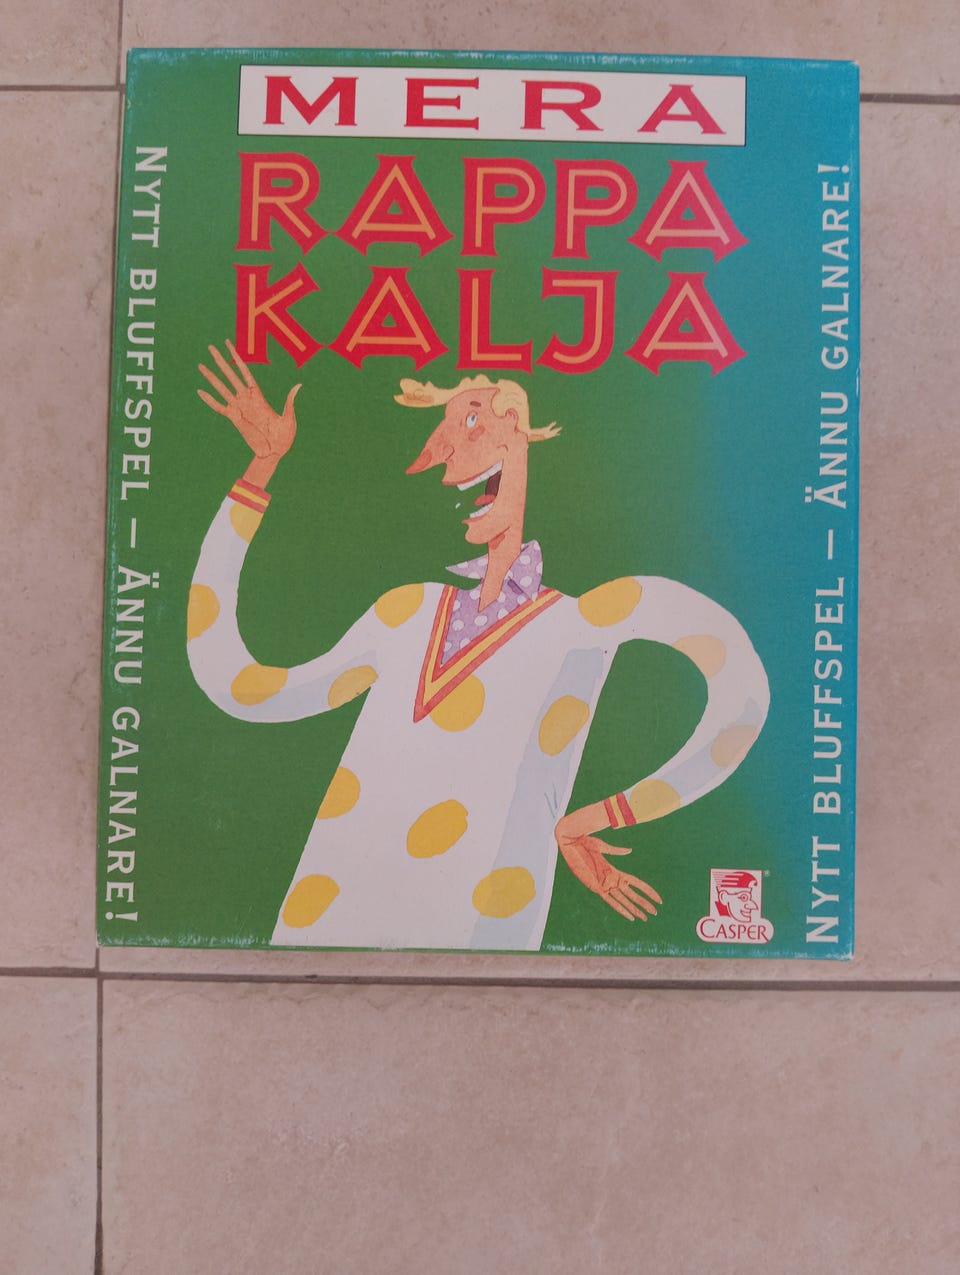 MERA
RAPPA
KALJA
NYTT BLUFFSPEL – ÄNNU GALNARE!
NYTT BLUFFSPEL – ÄNNU GALNARE!
CASPER